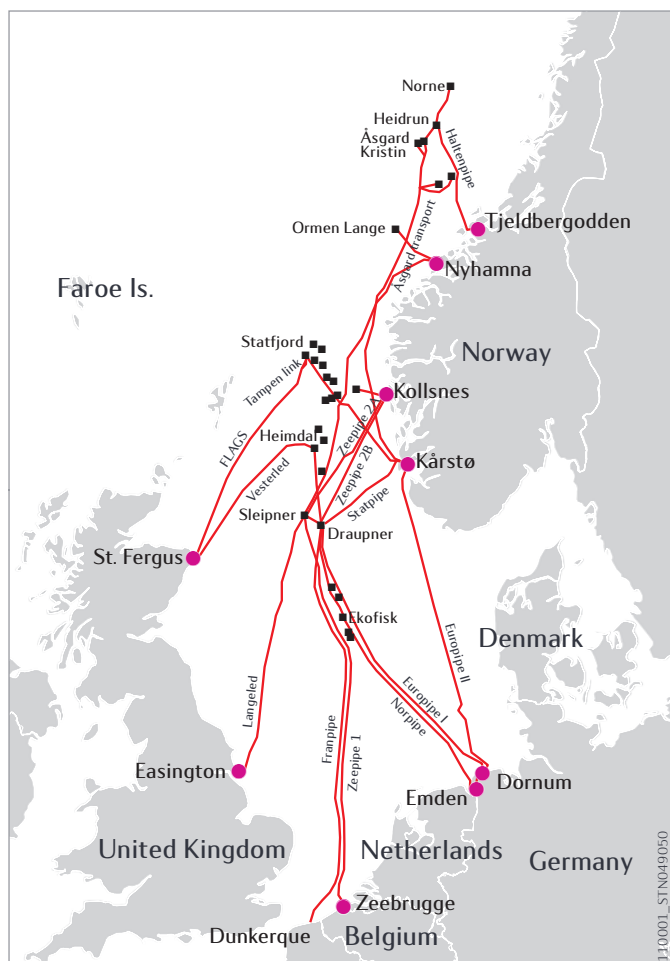 Norne
Heidrun
Åsgard
Kristin
Haltenpipe
Ormen Lange
Tjeldbergodden
Åsgard transport
Nyhamna
Faroe Is.
Statfjord
Norway
Tampen link
Kollsnes
FLAGS
Zeepipe 2A
Heimdal
Vesterled
Zeepipe 2B
Kårstø
Statpipe
Sleipner
Draupner
St. Fergus
Ekofisk
Denmark
Europipe II
Langeled
Franpipe
Zeepipe 1
Europipe I
Norpipe
Easington
Dornum
Emden
United Kingdom
Netherlands
Germany
Zeebrugge
Dunkerque
Belgium
110001_STN049050